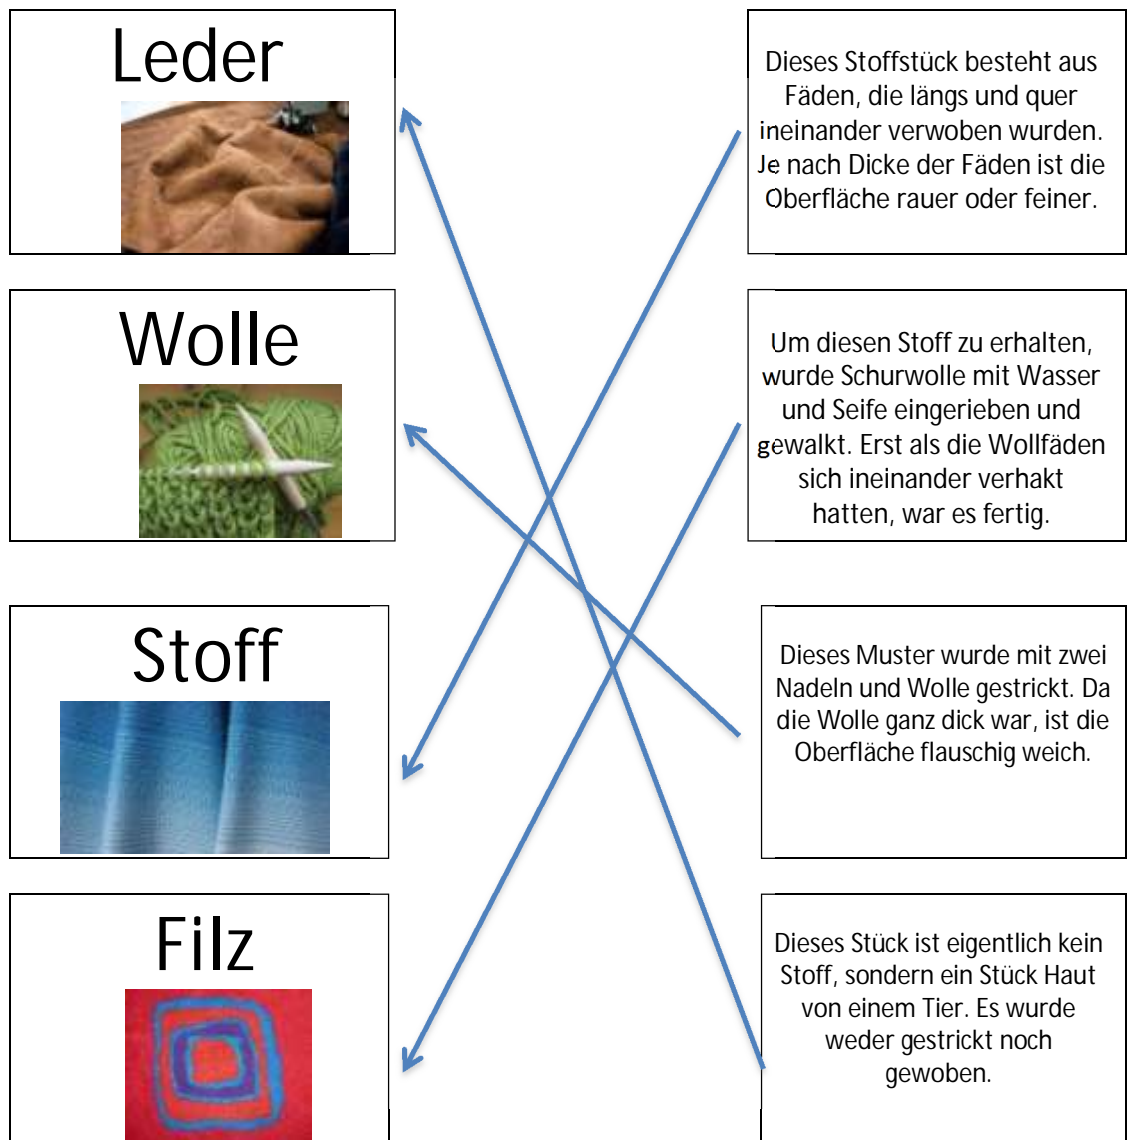 Leder
Dieses Stoffstück besteht aus
Fäden, die längs und quer
ineinander verwoben wurden.
Je nach Dicke der Fäden ist die
Oberfläche rauer oder feiner.
Wolle
Um diesen Stoff zu erhalten,
wurde Schurwolle mit Wasser
und Seife eingerieben und
gewalkt. Erst als die Wollfäden
sich ineinander verhakt
hatten, war es fertig.
Stoff
Dieses Muster wurde mit zwei
Nadeln und Wolle gestrickt. Da
die Wolle ganz dick war, ist die
Oberfläche flauschig weich.
Filz
Dieses Stück ist eigentlich kein
Stoff, sondern ein Stück Haut
von einem Tier. Es wurde
weder gestrickt noch
gewoben.